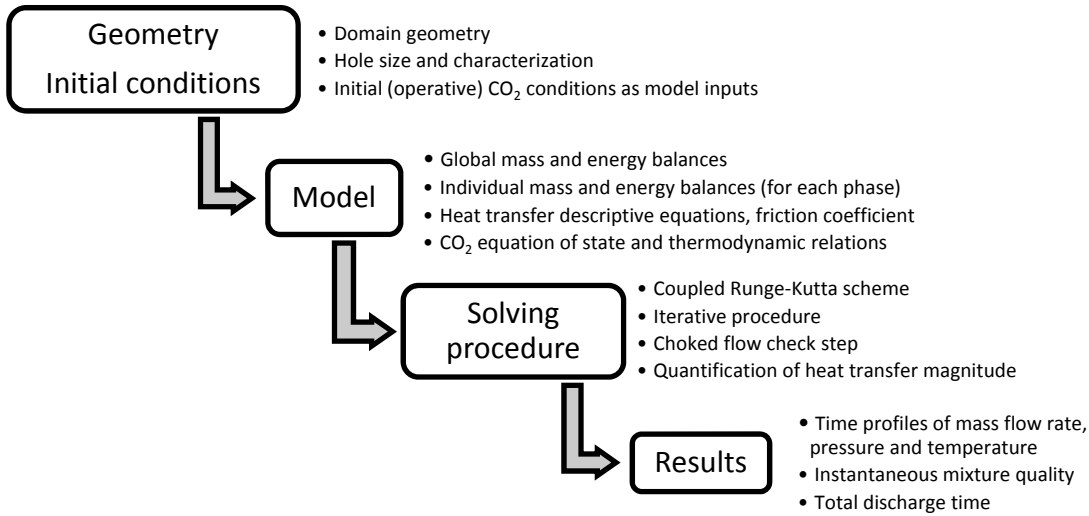 Geometry
Initial conditions
• Domain geometry
• Hole size and characterization
• Initial (operative) CO₂ conditions as model inputs
Model
• Global mass and energy balances
• Individual mass and energy balances (for each phase)
• Heat transfer descriptive equations, friction coefficient
• CO₂ equation of state and thermodynamic relations
Solving
procedure
• Coupled Runge-Kutta scheme
• Iterative procedure
• Choked flow check step
• Quantification of heat transfer magnitude
Results
• Time profiles of mass flow rate,
pressure and temperature
• Instantaneous mixture quality
• Total discharge time